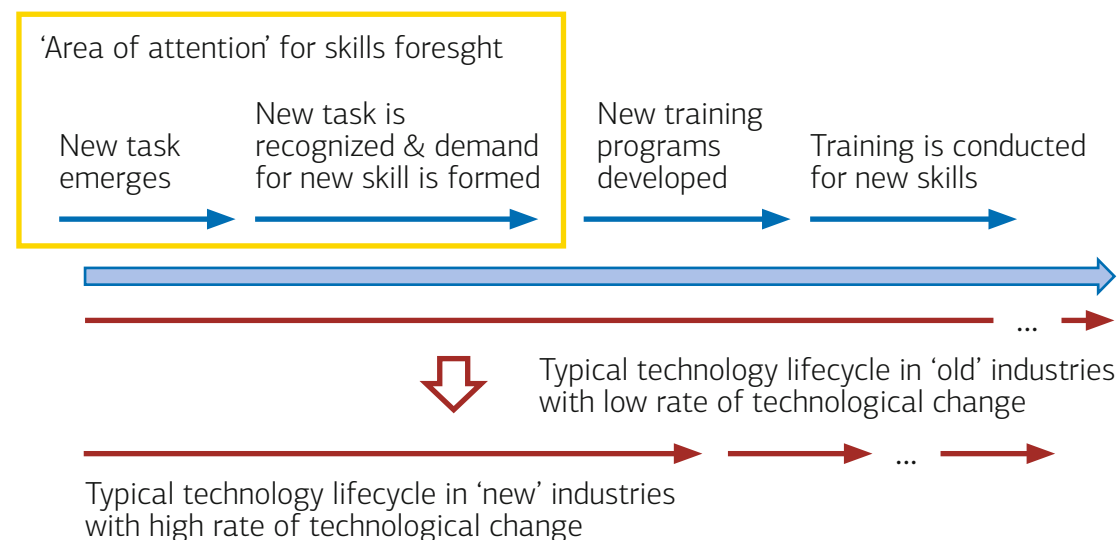 ‘Area of attention’ for skills foresght
New task
emerges
New task is
recognized & demand
for new skill is formed
New training
programs
developed
Training is conducted
for new skills
...
Typical technology lifecycle in ‘old’ industries
with low rate of technological change
...
Typical technology lifecycle in ‘new’ industries
with high rate of technological change